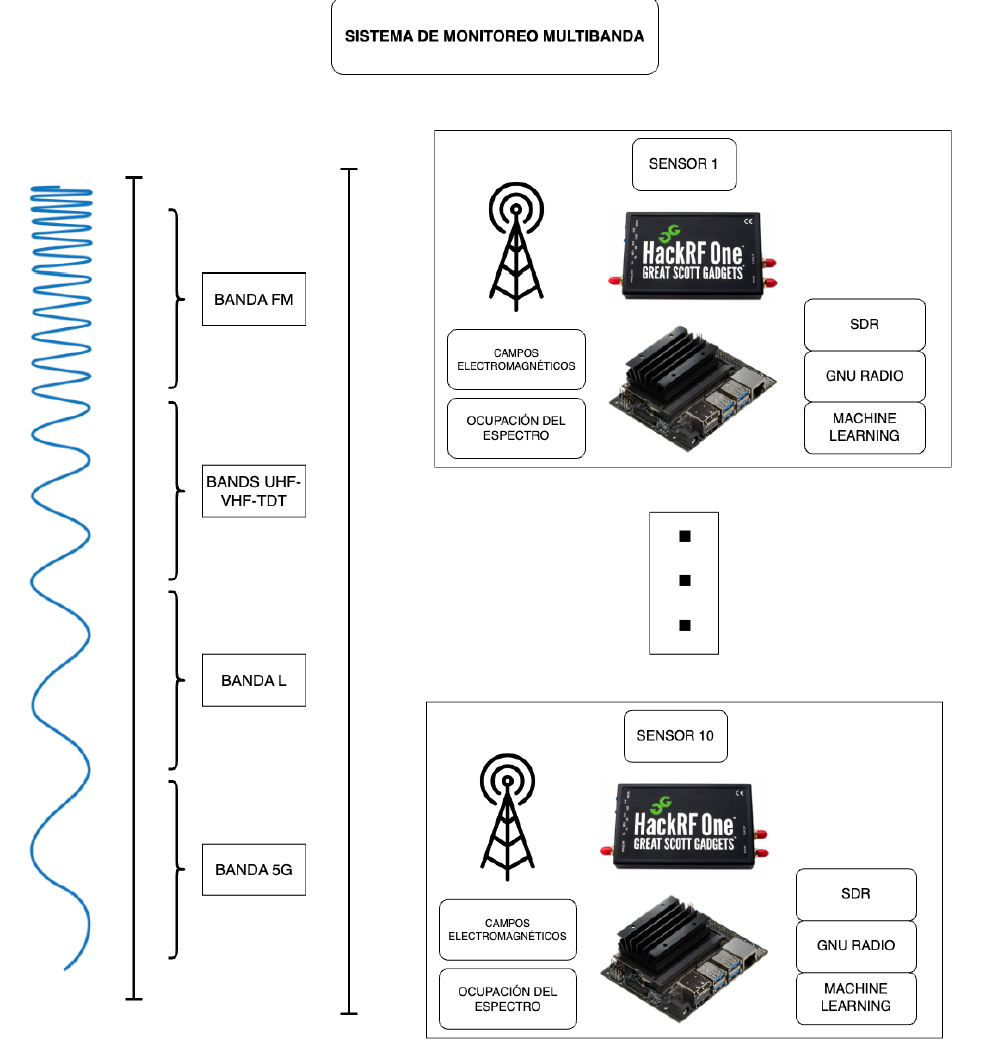 SISTEMA DE MONITOREO MULTIBANDA
BANDA FM
BANDS UHF-
VHF-TDT
BANDA L
BANDA 5G
SENSOR 1
HackRF One
GREAT SCOTT GADGETS
CAMPOS
ELECTROMAGNÉTICOS
OCUPACIÓN DEL
ESPECTRO
SDR
GNU RADIO
MACHINE
LEARNING
SENSOR 10
HackRF One
GREAT SCOTT GADGETS
CAMPOS
ELECTROMAGNÉTICOS
OCUPACIÓN DEL
ESPECTRO
SDR
GNU RADIO
MACHINE
LEARNING